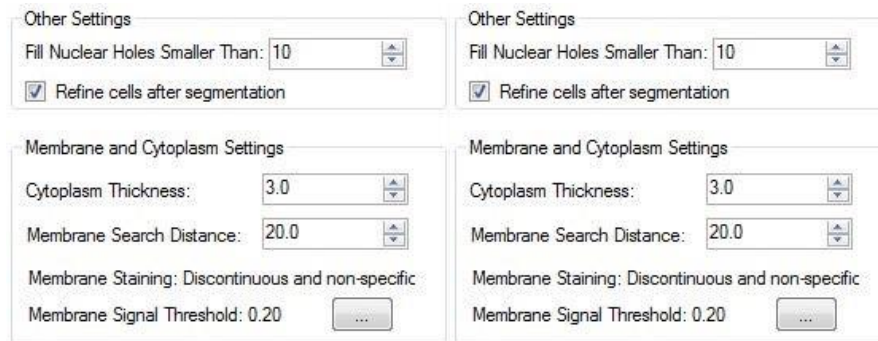 Other Settings
Fill Nuclear Holes Smaller Than: 10
Refine cells after segmentation
Membrane and Cytoplasm Settings
Cytoplasm Thickness: 3.0
Membrane Search Distance: 20.0
Membrane Staining: Discontinuous and non-specific
Membrane Signal Threshold: 0.20 ...
Other Settings
Fill Nuclear Holes Smaller Than: 10
Refine cells after segmentation
Membrane and Cytoplasm Settings
Cytoplasm Thickness: 3.0
Membrane Search Distance: 20.0
Membrane Staining: Discontinuous and non-specific
Membrane Signal Threshold: 0.20 ...